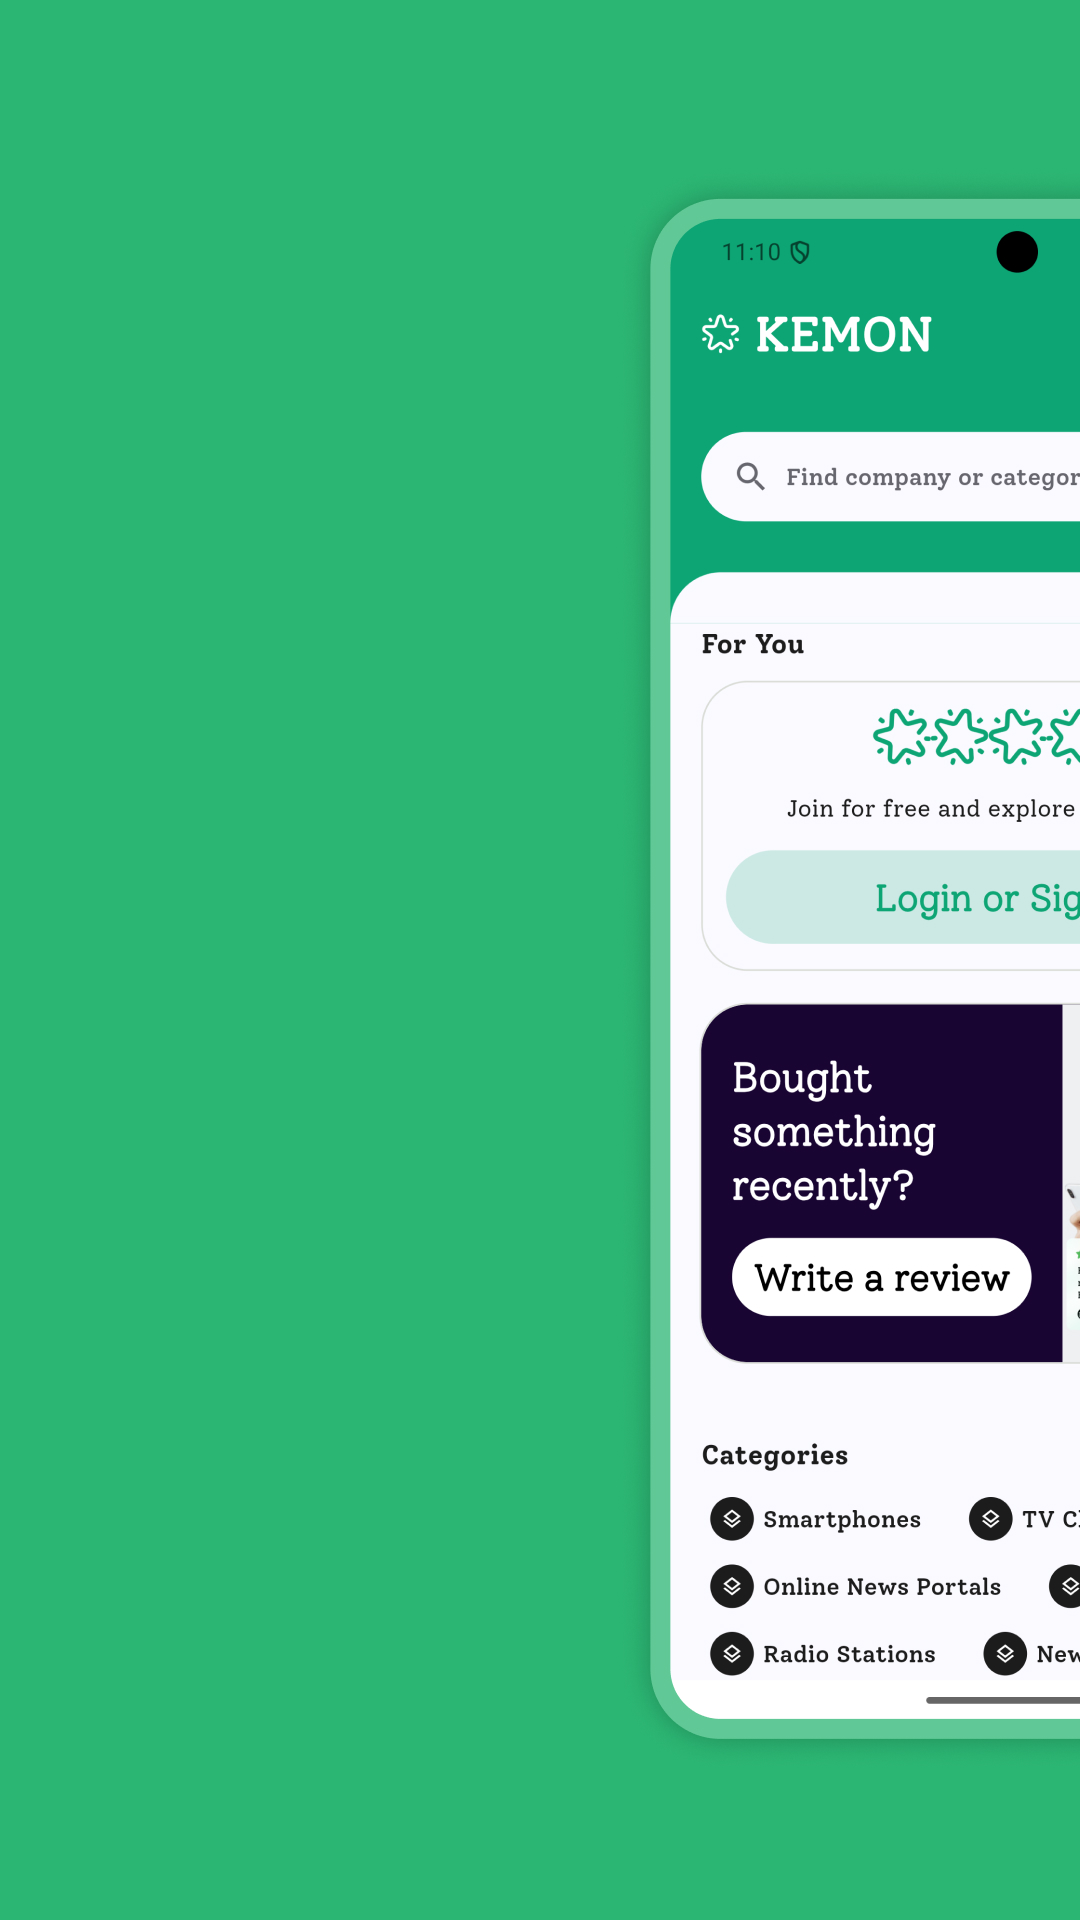 11:10
KEMON
Find company or categor
For You
Join for free and explore
Login or Sig
Bought
something
recently?
Write a review
Categories
Smartphones
TV C
Online News Portals
Radio Stations
New